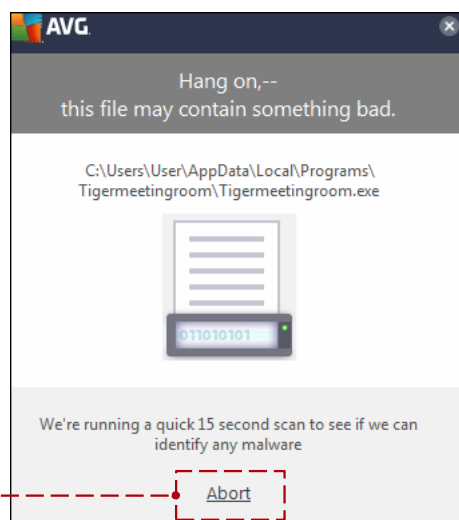 AVG.
Hang on,--
this file may contain something bad.
C:\Users\User\AppData\Local\Programs\
Tigermeetingroom\Tigermeetingroom.exe
011010101
We're running a quick 15 second scan to see if we can
identify any malware
Abort